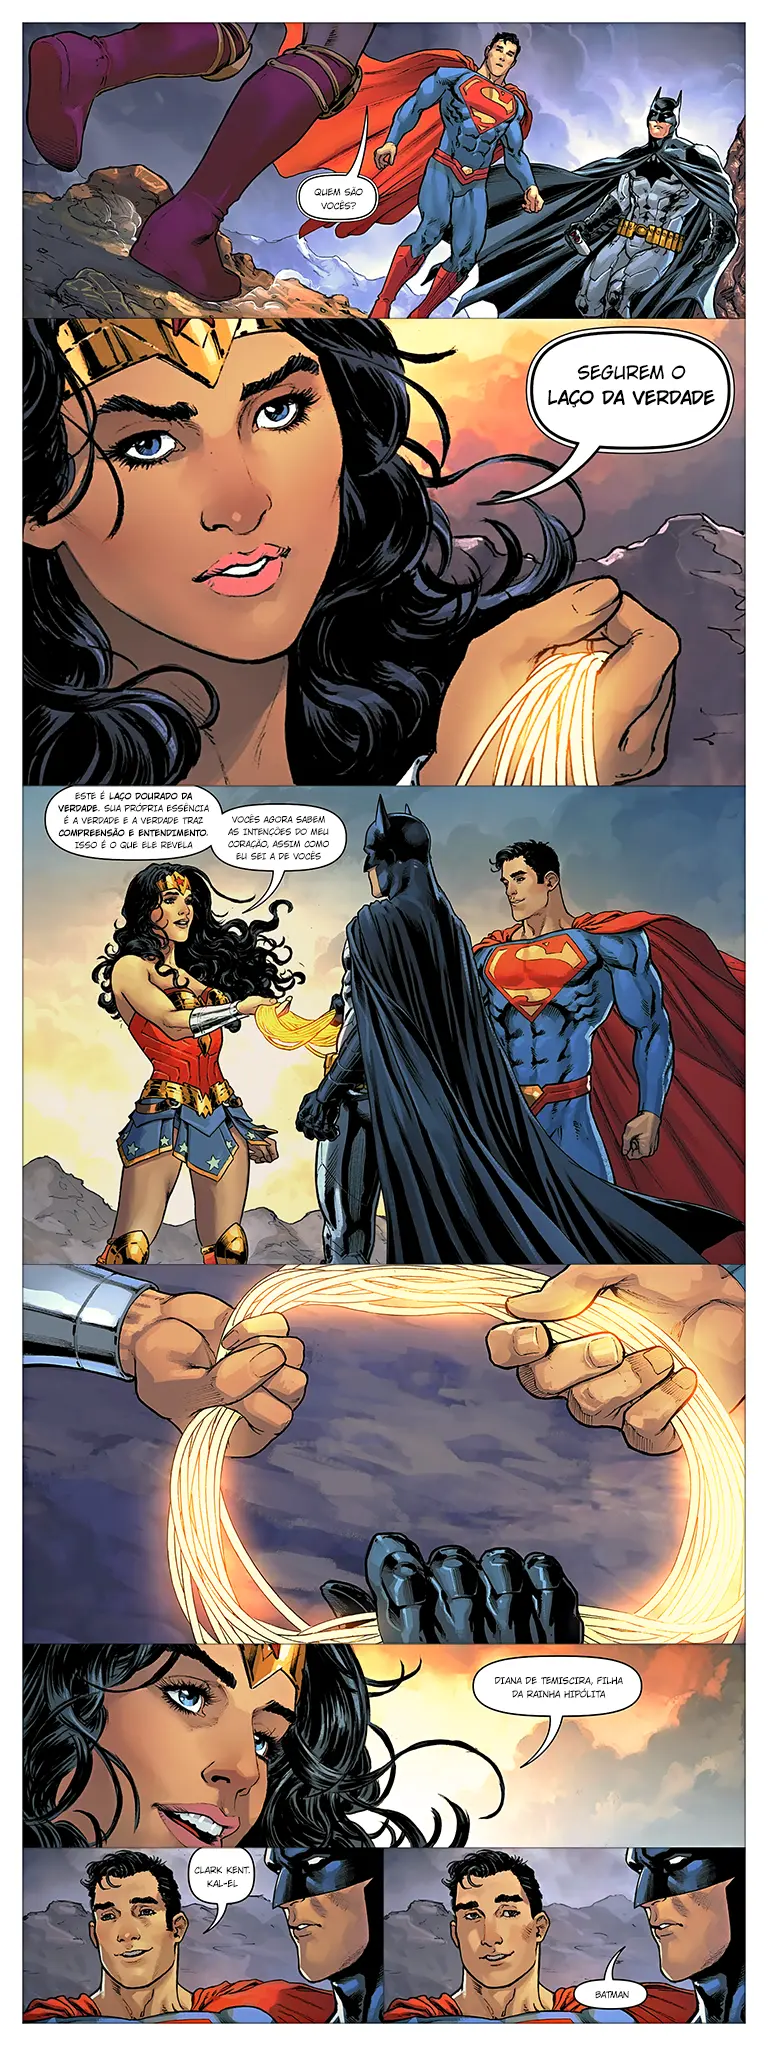 QUEM SÃO
VOCÊS?
SEGUREM O
LAÇO DA VERDADE
ESTE É LAÇO DOURADO DA
VERDADE. SUA PRÓPRIA ESSÊNCIA
É A VERDADE E A VERDADE TRAZ
COMPREENSÃO E ENTENDIMENTO.
ISSO É O QUE ELE REVELA
VOCÊS AGORA SABEM
AS INTENÇÕES DO MEU
CORAÇÃO, ASSIM COMO
EU SEI A DE VOCÊS
DIANA DE TEMISCIRA, FILHA
DA RAINHA HIPÓLITA
CLARK KENT.
KAL-EL
BATMAN